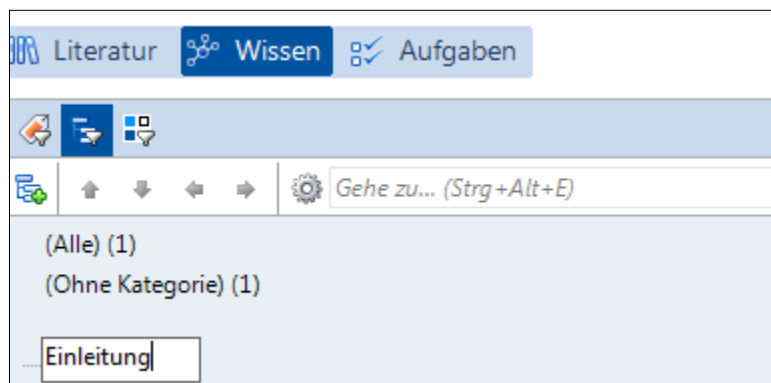 Literatur Wissen Aufgaben
Gehe zu... (Strg+Alt+E)
(Alle) (1)
(Ohne Kategorie) (1)
Einleitung